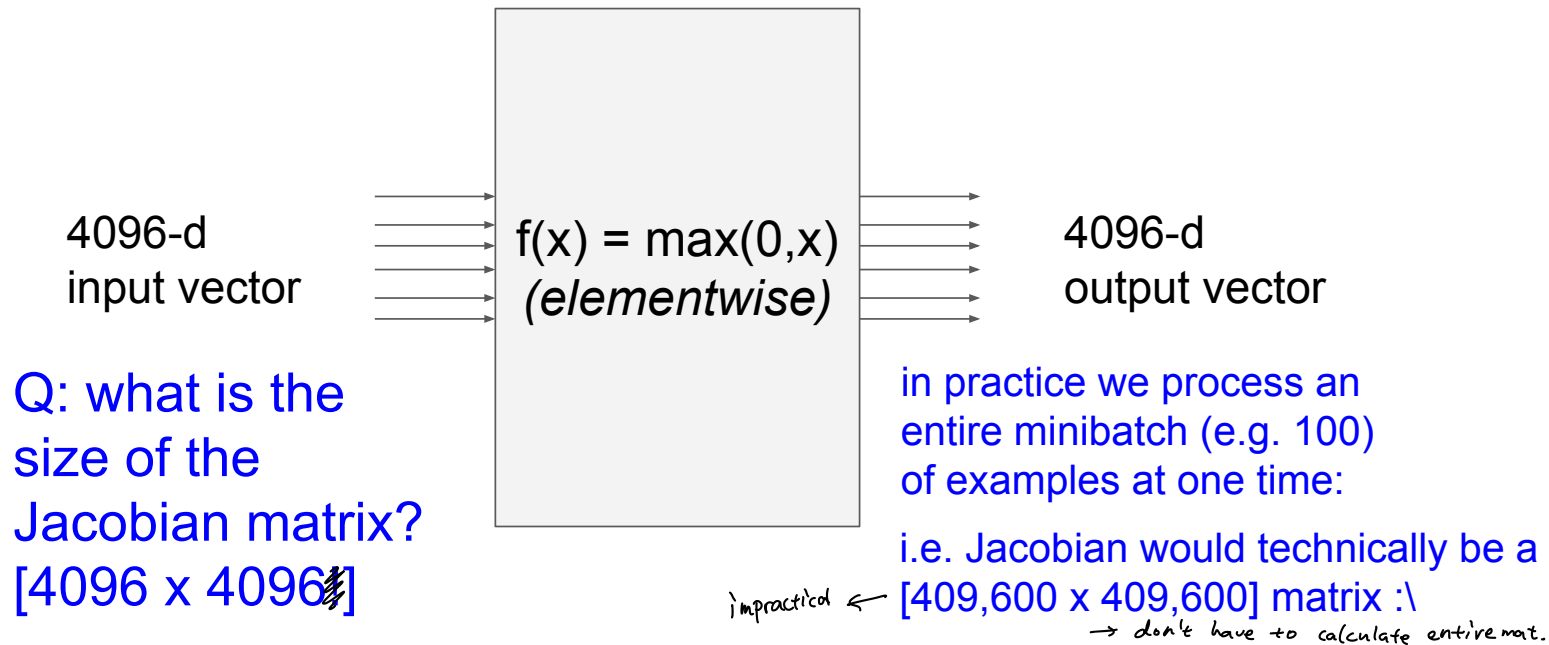 4096-d
input vector
f(x) = max(0,x)
(elementwise)
4096-d
output vector
Q: what is the
size of the
Jacobian matrix?
[4096 x 4096]
in practice we process an
entire minibatch (e.g. 100)
of examples at one time:
i.e. Jacobian would technically be a
impractical ← [409,600 x 409,600] matrix :\
→ don't have to calculate entire mat.